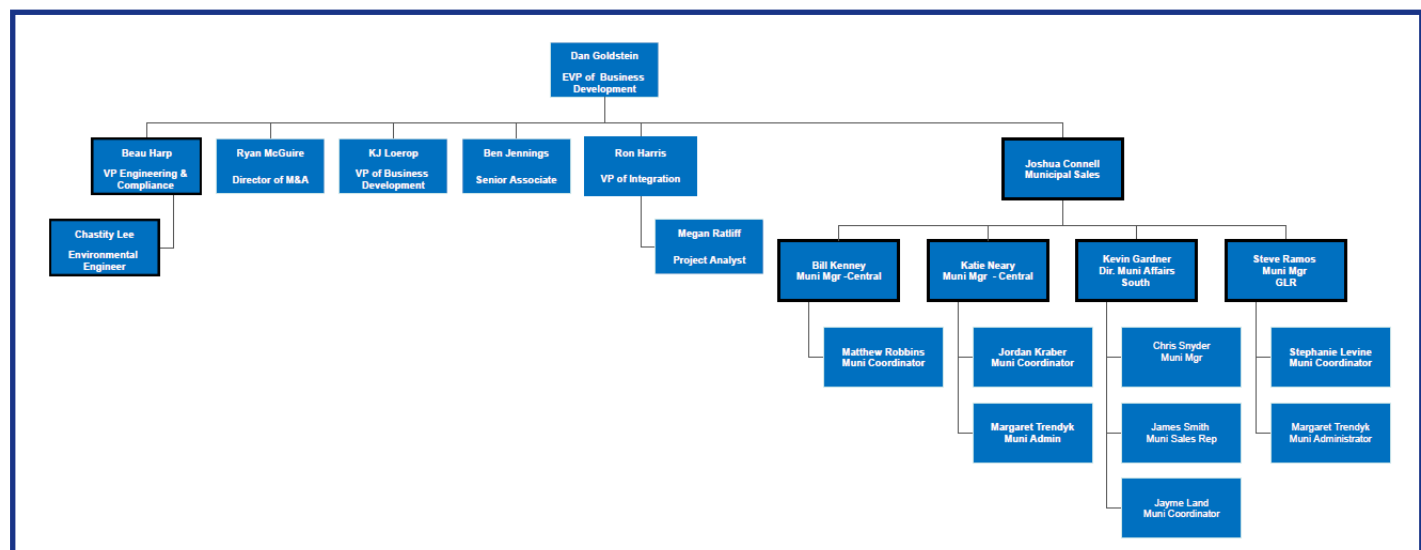 Dan Goldstein
EVP of Business
Development
Beau Harp
VP Engineering &
Compliance
Ryan McGuire
Director of M&A
KJ Loerop
VP of Business
Development
Ben Jennings
Senior Associate
Ron Harris
VP of Integration
Joshua Connell
Municipal Sales
Chastity Lee
Environmental
Engineer
Megan Ratliff
Project Analyst
Bill Kenney
Muni Mgr -Central
Katie Neary
Muni Mgr - Central
Kevin Gardner
Dir. Muni Affairs
South
Steve Ramos
Muni Mgr
GLR
Matthew Robbins
Muni Coordinator
Jordan Kraber
Muni Coordinator
Chris Snyder
Muni Mgr
Stephanie Levine
Muni Coordinator
Margaret Trendyk
Muni Admin
James Smith
Muni Sales Rep
Margaret Trendyk
Muni Administrator
Jayme Land
Muni Coordinator